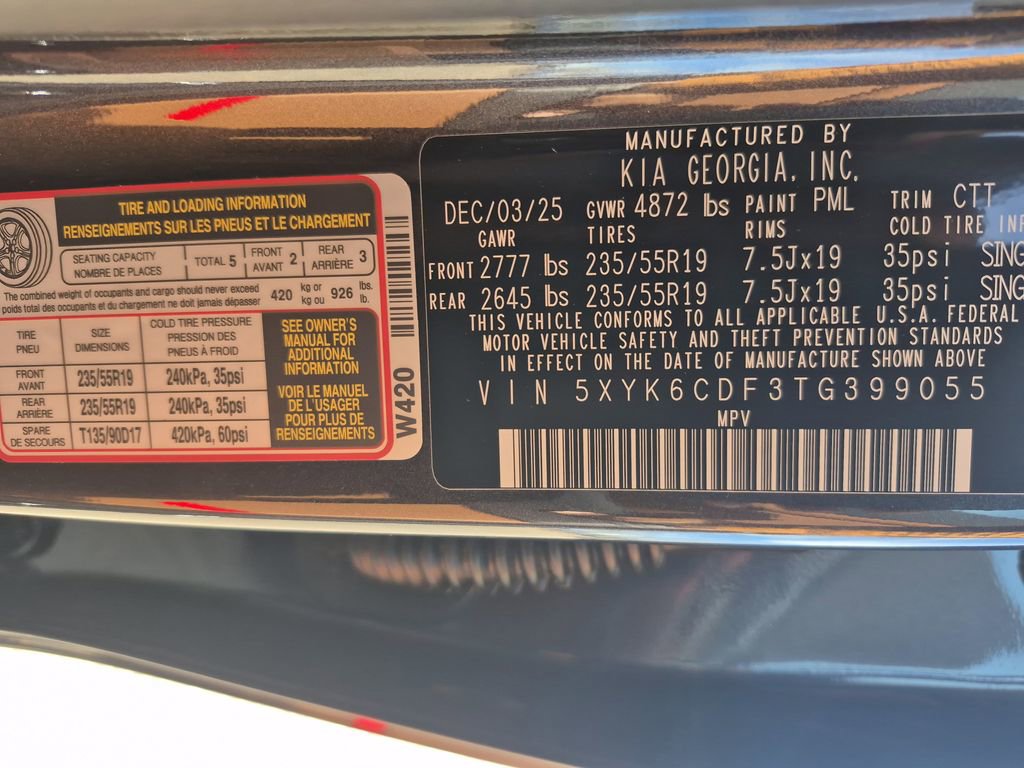 TIRE AND LOADING INFORMATION
RENSEIGNEMENTS SUR LES PNEUS ET LE CHARGEMENT
SEATING CAPACITY
NOMBRE DE PLACES
TOTAL 5
FRONT
AVANT 2
REAR
ARRIÈRE 3
The combined weight of occupants and cargo should never exceed
poids total des occupants et du chargement ne doit jamais dépasser
420 kg or
kg ou 926 lbs.
lb.
TIRE
PNEU
SIZE
DIMENSIONS
COLD TIRE PRESSURE
PRESSION DES
PNEUS À FROID
FRONT
AVANT
235/55R19
240kPa, 35psi
REAR
ARRIÈRE
235/55R19
240kPa, 35psi
SPARE
DE SECOURS
T135/90D17
420kPa, 60psi
SEE OWNER'S
MANUAL FOR
ADDITIONAL
INFORMATION
VOIR LE MANUEL
DE L'USAGER
POUR PLUS DE
RENSEIGNEMENTS
W420
MANUFACTURED BY
KIA GEORGIA, INC.
DEC/03/25 GVWR 4872 lbs PAINT PML TRIM CTT
GAWR TIRES RIMS COLD TIRE INF
FRONT 2777 lbs 235/55R19 7.5Jx19 35psi SING
REAR 2645 lbs 235/55R19 7.5Jx19 35psi SING
THIS VEHICLE CONFORMS TO ALL APPLICABLE U.S.A. FEDERAL
MOTOR VEHICLE SAFETY AND THEFT PREVENTION STANDARDS
IN EFFECT ON THE DATE OF MANUFACTURE SHOWN ABOVE
VIN 5XYK6CDF3TG399055
MPV